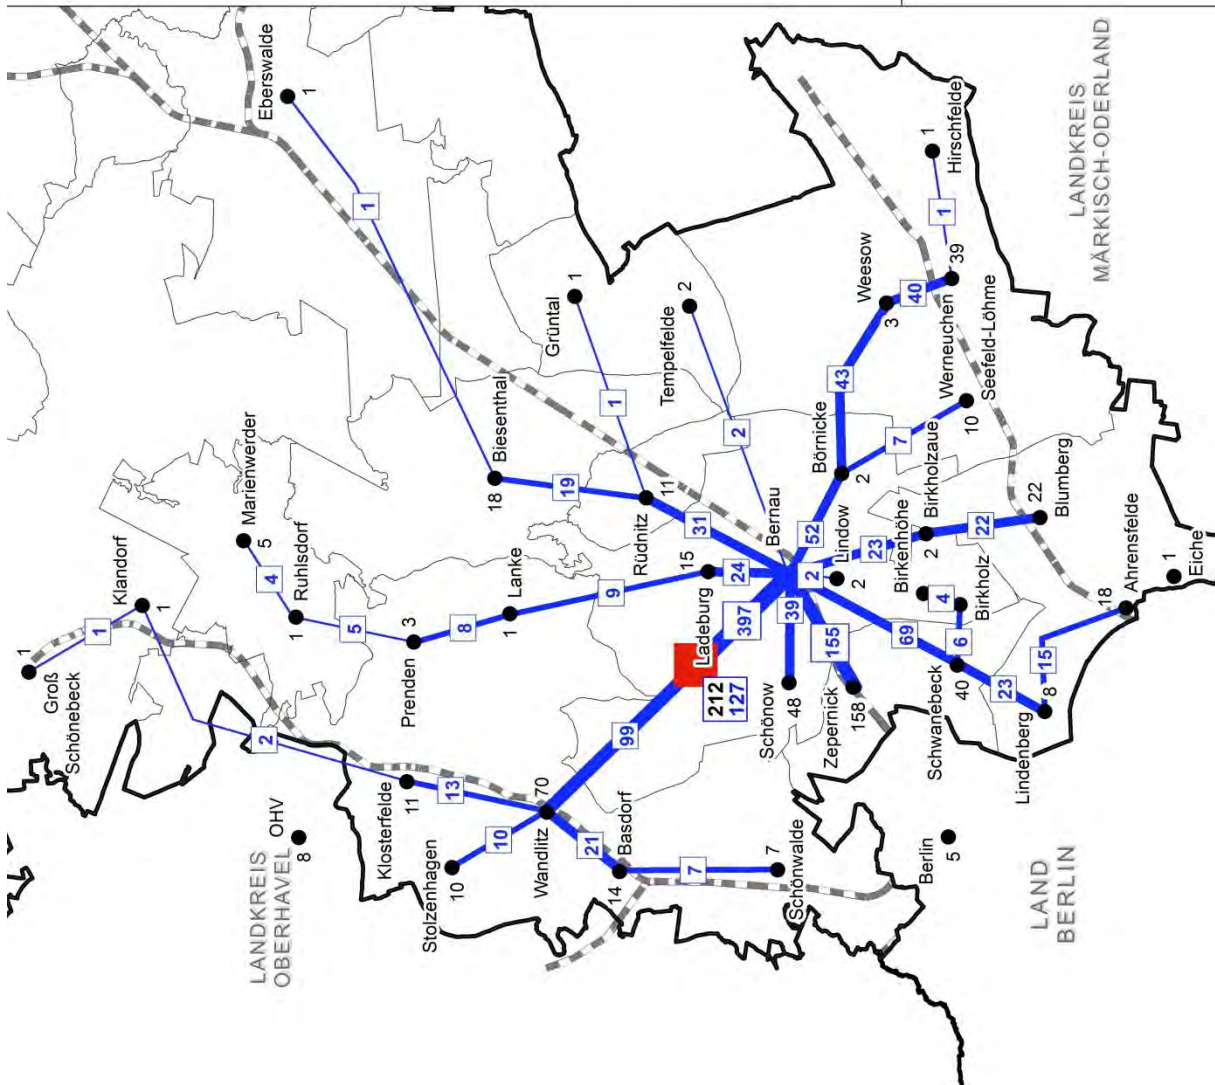 Groß
Schönebeck
1
1
Klandorf
1
2
LANDKREIS
OBERHAVEL
OHV
8
Marienwerder
5
4
Ruhlsdorf
1
5
Prenden
3
8
Lanke
1
9
Eberswalde
1
1
Biesenthal
18
19
Grüntal
1
1
Tempelfelde
2
2
Rüdnitz
11
31
15
24
Klosterfelde
11
13
Stolzenhagen
10
10
Wandlitz
70
99
21
Basdorf
14
7
Schönwalde
7
Ladeburg
212
127
397
Bernau
Schönow
48
39
Zepernick
158
155
2
Lindow
2
52
Börnicke
2
43
Weesow
3
40
Werneuchen
39
1
Hirschfelde
1
7
Seefeld-Löhme
10
23
Birkholzaue
2
22
Blumberg
22
Birkenhöhe
4
Birkholz
6
69
Schwanebeck
40
23
Lindenberg
8
15
Ahrensfelde
18
Eiche
1
Berlin
5
LAND
BERLIN
LANDKREIS
MÄRKISCH-ODERLAND